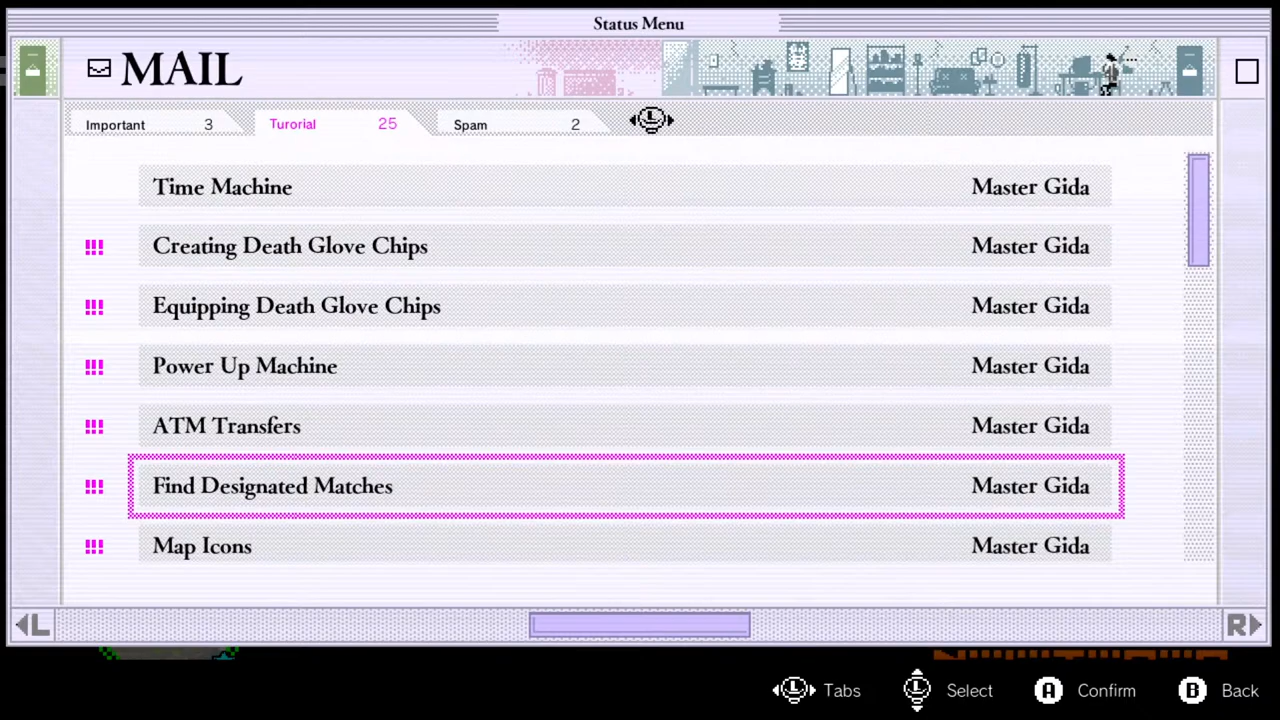 Status Menu
MAIL
Important 3
Turorial 25
Spam 2
L
Time Machine Master Gida
!!! Creating Death Glove Chips Master Gida
!!! Equipping Death Glove Chips Master Gida
!!! Power Up Machine Master Gida
!!! ATM Transfers Master Gida
!!! Find Designated Matches Master Gida
!!! Map Icons Master Gida
L R
L Tabs L Select A Confirm B Back